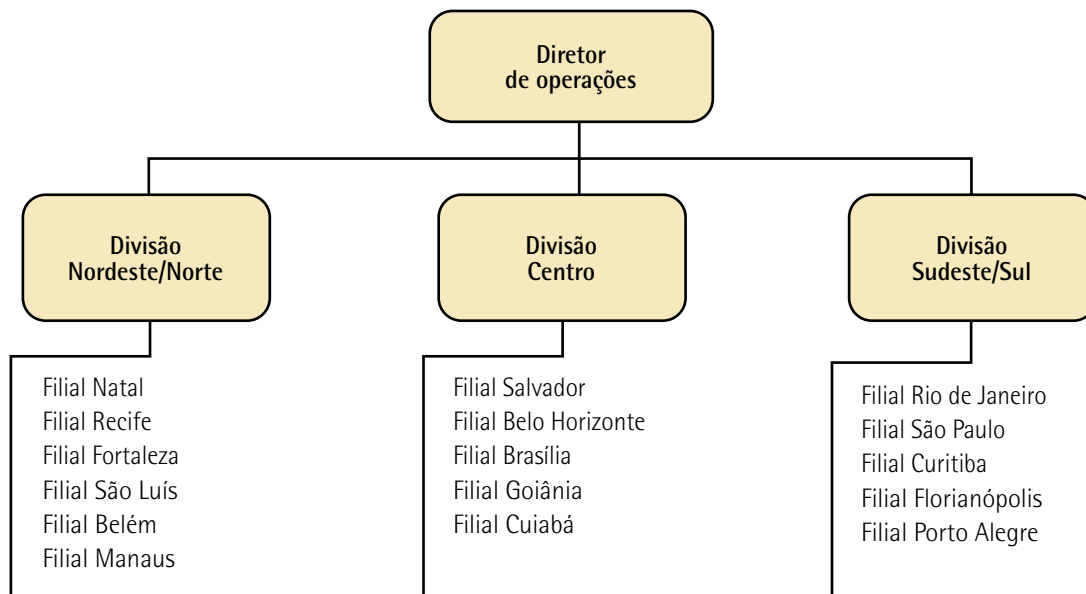 Diretor
de operações
Divisão
Nordeste/Norte
Divisão
Centro
Divisão
Sudeste/Sul
Filial Natal
Filial Recife
Filial Fortaleza
Filial São Luís
Filial Belém
Filial Manaus
Filial Salvador
Filial Belo Horizonte
Filial Brasília
Filial Goiânia
Filial Cuiabá
Filial Rio de Janeiro
Filial São Paulo
Filial Curitiba
Filial Florianópolis
Filial Porto Alegre